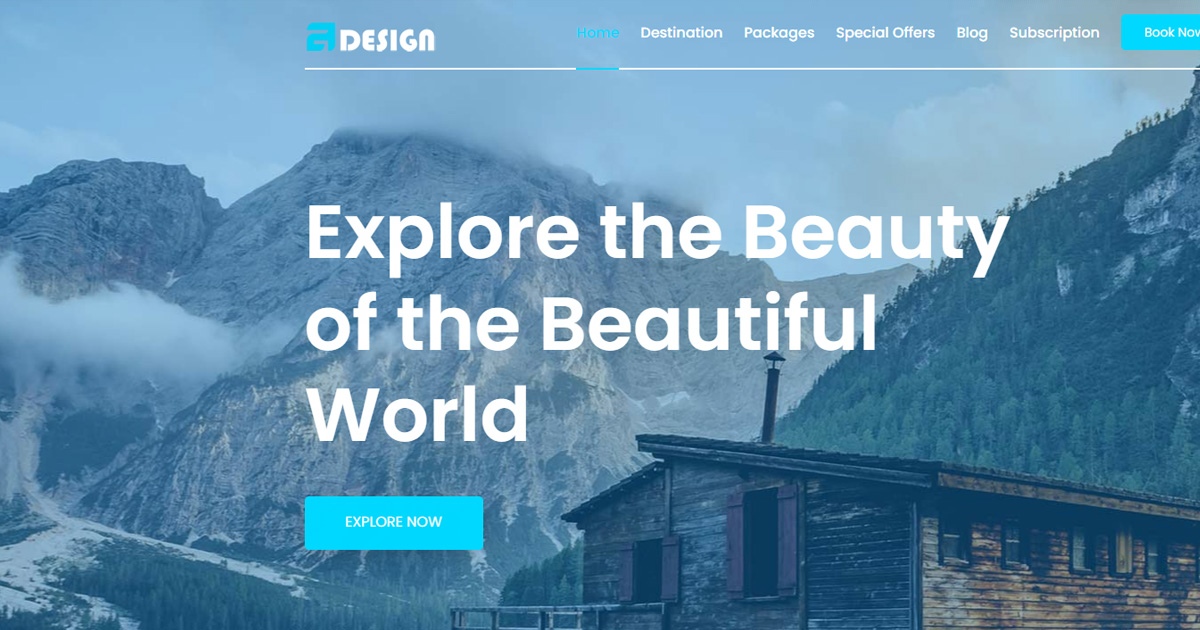 DESIGN
Home Destination Packages Special Offers Blog Subscription Book Now
Explore the Beauty
of the Beautiful
World
EXPLORE NOW